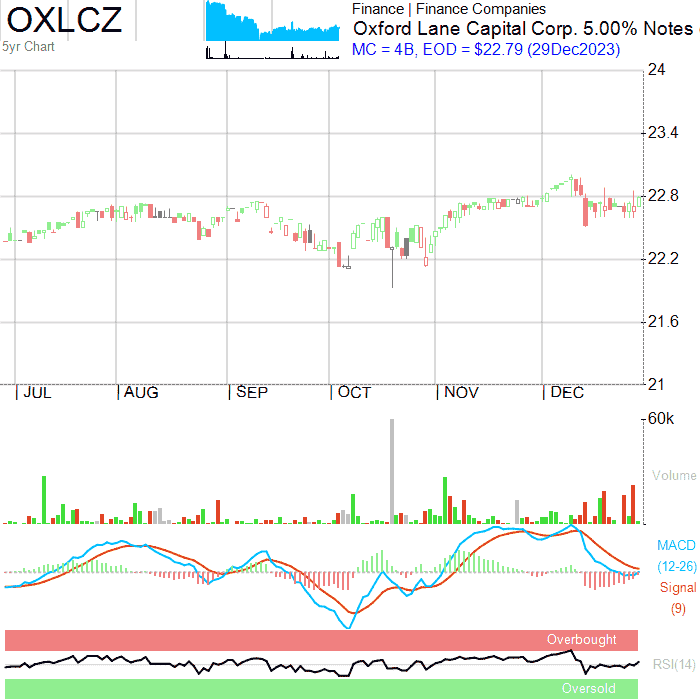 OXLCZ
5yr Chart
Finance | Finance Companies
Oxford Lane Capital Corp. 5.00% Notes
MC = 4B, EOD = $22.79 (29Dec2023)
24
23.4
22.8
22.2
21.6
21
JUL AUG SEP OCT NOV DEC
60k
Volume
MACD
(12-26)
Signal
(9)
Overbought
RSI(14)
Oversold